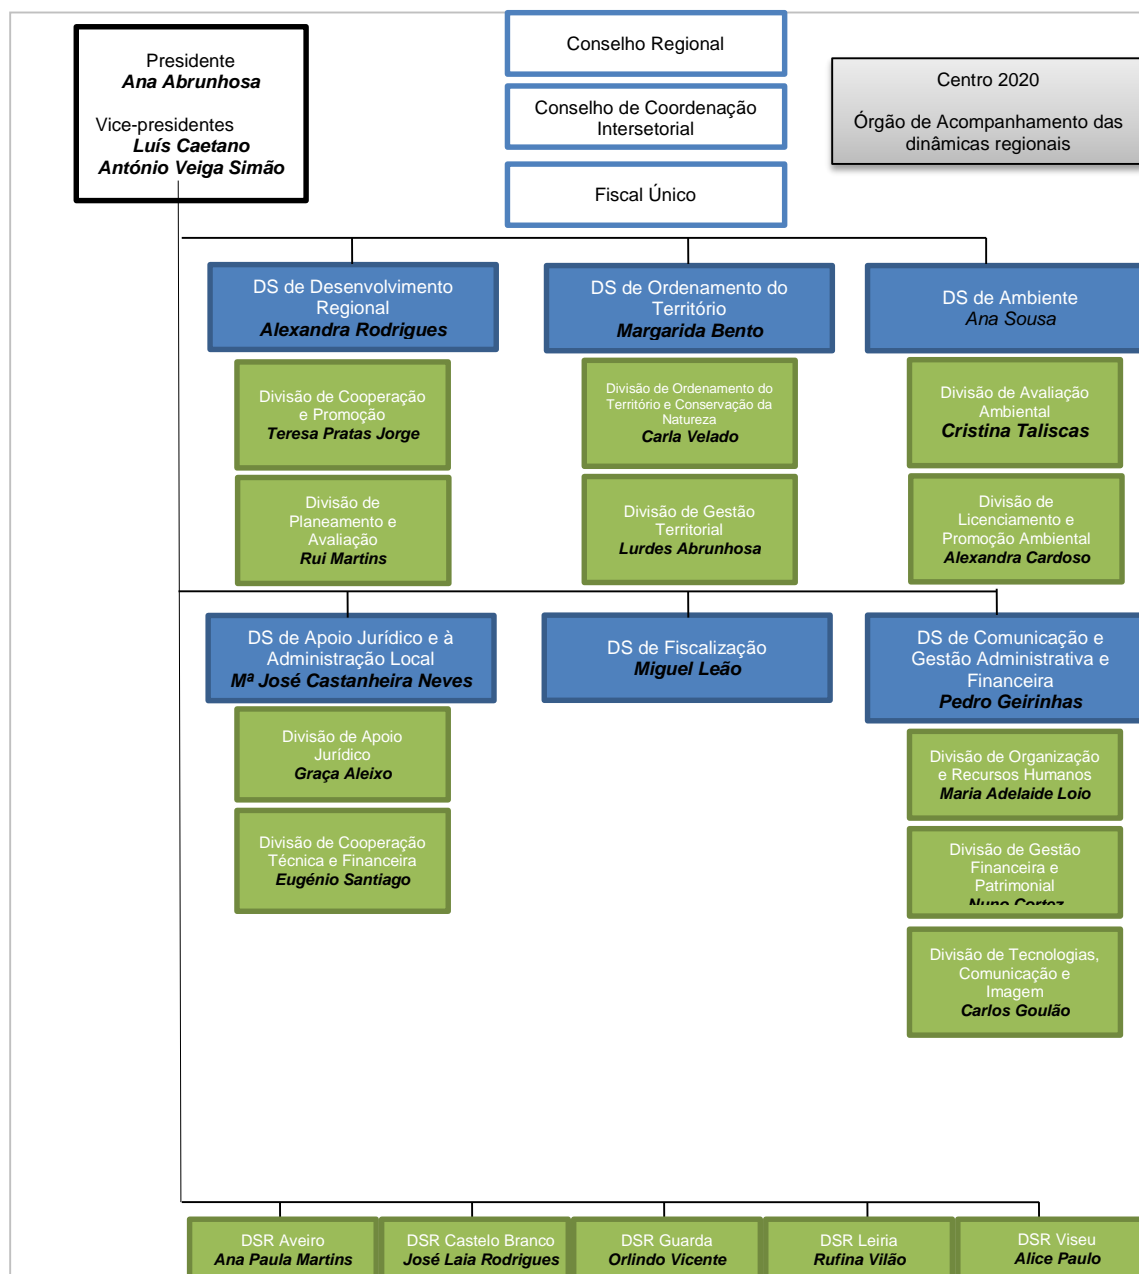 Presidente
Ana Abrunhosa
Vice-presidentes
Luís Caetano
António Veiga Simão
Conselho Regional
Conselho de Coordenação
Intersetorial
Fiscal Único
Centro 2020
Órgão de Acompanhamento das
dinâmicas regionais
DS de Desenvolvimento
Regional
Alexandra Rodrigues
DS de Ordenamento do
Território
Margarida Bento
DS de Ambiente
Ana Sousa
Divisão de Cooperação
e Promoção
Teresa Pratas Jorge
Divisão de Ordenamento do
Território e Conservação da
Natureza
Carla Velado
Divisão de Avaliação
Ambiental
Cristina Taliscas
Divisão de
Planeamento e
Avaliação
Rui Martins
Divisão de Gestão
Territorial
Lurdes Abrunhosa
Divisão de
Licenciamento e
Promoção Ambiental
Alexandra Cardoso
DS de Apoio Jurídico e à
Administração Local
Mª José Castanheira Neves
DS de Fiscalização
Miguel Leão
DS de Comunicação e
Gestão Administrativa e
Financeira
Pedro Geirinhas
Divisão de Apoio
Jurídico
Graça Aleixo
Divisão de Organização
e Recursos Humanos
Maria Adelaide Loio
Divisão de Cooperação
Técnica e Financeira
Eugénio Santiago
Divisão de Gestão
Financeira e
Patrimonial
Nuno Cortez
Divisão de Tecnologias,
Comunicação e
Imagem
Carlos Goulão
DSR Aveiro
Ana Paula Martins
DSR Castelo Branco
José Laia Rodrigues
DSR Guarda
Orlindo Vicente
DSR Leiria
Rufina Vilão
DSR Viseu
Alice Paulo